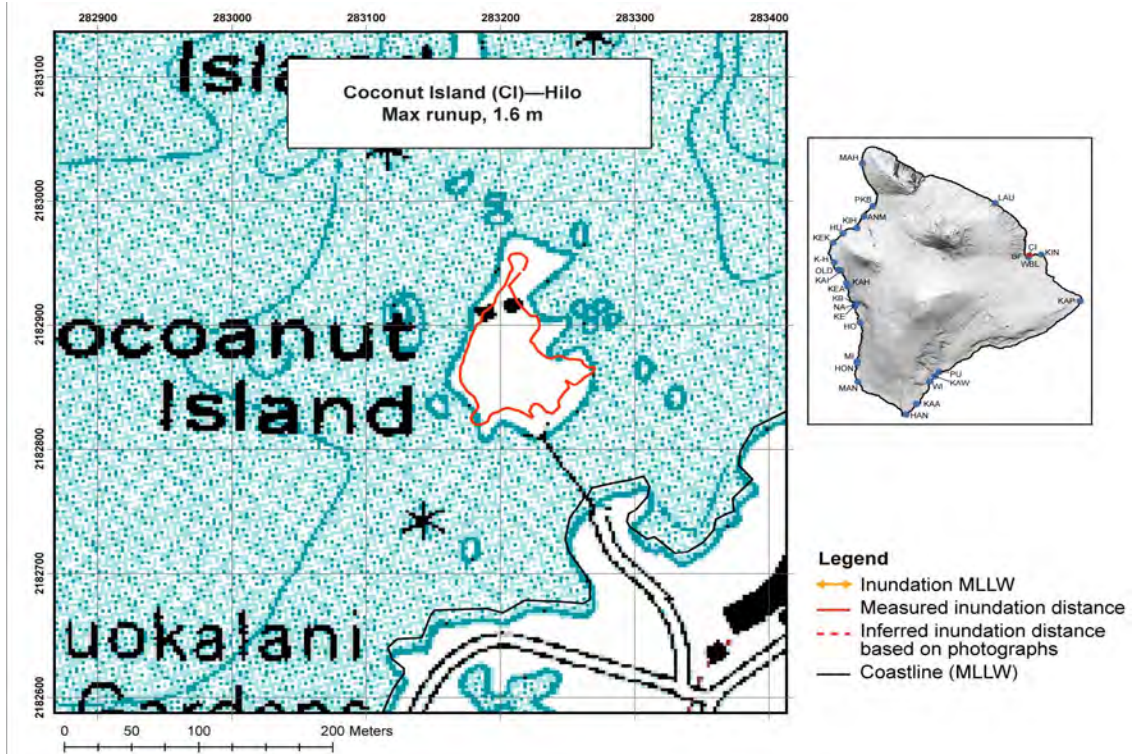 282900 283000 283100 283200 283300 283400
2183100
2183000
2182900
2182800
2182700
2182600
Coconut Island (CI)—Hilo
Max runup, 1.6 m
ocoanut
Island
uokalani
0 50 100 200 Meters
MAH
PKB
ANM
KIH
HU
KEK
K-H
OLD
KAI
KAH
KEA
KB
NA
KE
HO
MI
HON
MAN
LAU
CI
KIN
BF
WBL
KAP
PU
KAW
WI
KAA
HAN
Legend
Inundation MLLW
Measured inundation distance
Inferred inundation distance
based on photographs
Coastline (MLLW)